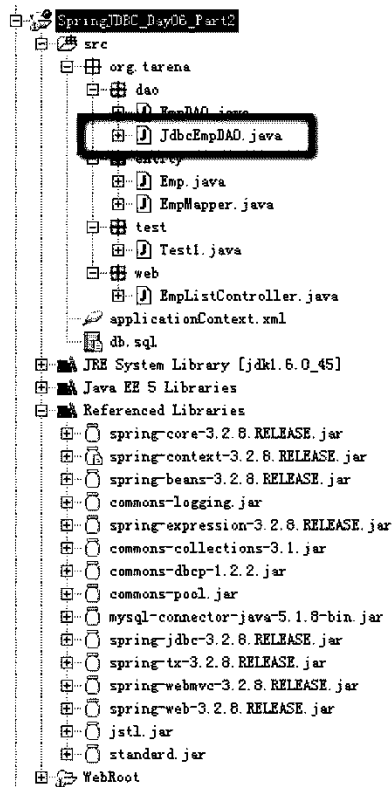 SpringJDBC_Day06_Part2
src
org.tarena
dao
EmpDAO.java
JdbcEmpDAO.java
entity
Emp.java
EmpMapper.java
test
Test1.java
web
EmpListController.java
applicationContext.xml
db.sql
JRE System Library [jdk1.6.0_45]
Java EE 5 Libraries
Referenced Libraries
spring-core-3.2.8.RELEASE.jar
spring-context-3.2.8.RELEASE.jar
spring-beans-3.2.8.RELEASE.jar
commons-logging.jar
spring-expression-3.2.8.RELEASE.jar
commons-collections-3.1.jar
commons-dbcp-1.2.2.jar
commons-pool.jar
mysql-connector-java-5.1.8-bin.jar
spring-jdbc-3.2.8.RELEASE.jar
spring-tx-3.2.8.RELEASE.jar
spring-webmvc-3.2.8.RELEASE.jar
spring-web-3.2.8.RELEASE.jar
jstl.jar
standard.jar
WebRoot